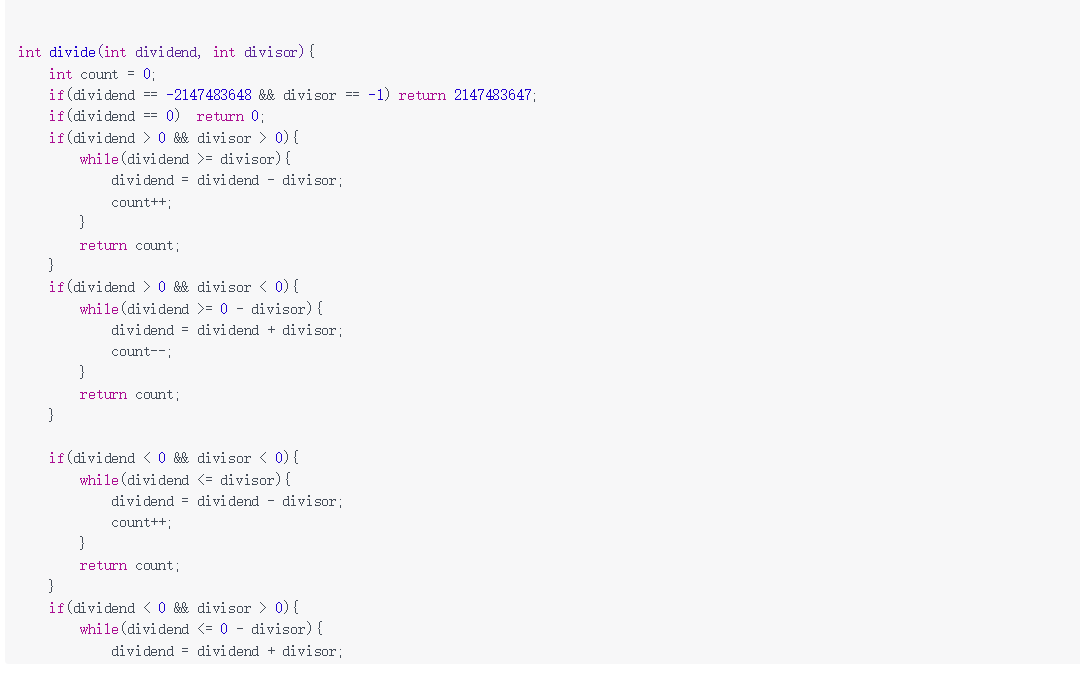 int divide(int dividend, int divisor){
    int count = 0;
    if(dividend == -2147483648 && divisor == -1) return 2147483647;
    if(dividend == 0)  return 0;
    if(dividend > 0 && divisor > 0){
        while(dividend >= divisor){
            dividend = dividend - divisor;
            count++;
        }
        return count;
    }
    if(dividend > 0 && divisor < 0){
        while(dividend >= 0 - divisor){
            dividend = dividend + divisor;
            count--;
        }
        return count;
    }
    if(dividend < 0 && divisor < 0){
        while(dividend <= divisor){
            dividend = dividend - divisor;
            count++;
        }
        return count;
    }
    if(dividend < 0 && divisor > 0){
        while(dividend <= 0 - divisor){
            dividend = dividend + divisor;